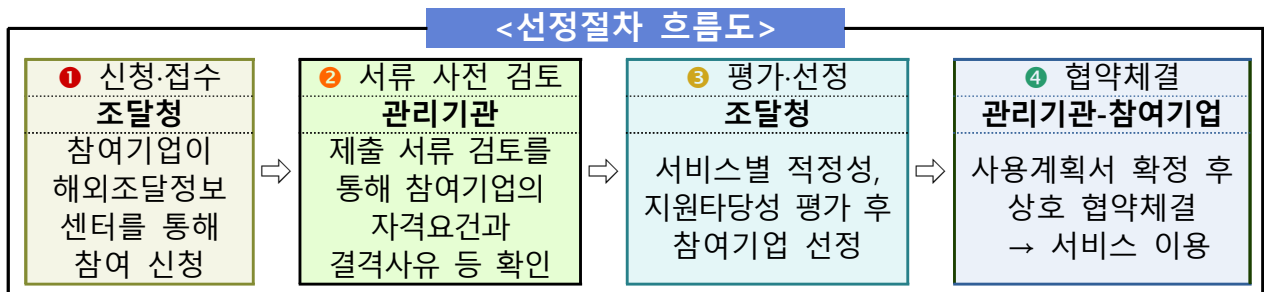 <선정절차 흐름도>
❶ 신청·접수
조달청
참여기업이
해외조달정보
센터를 통해
참여 신청
⇨
❷ 서류 사전 검토
관리기관
제출 서류 검토를
통해 참여기업의
자격요건과
결격사유 등 확인
⇨
❸ 평가·선정
조달청
서비스별 적정성,
지원타당성 평가 후
참여기업 선정
⇨
❹ 협약체결
관리기관-참여기업
사용계획서 확정 후
상호 협약체결
→ 서비스 이용